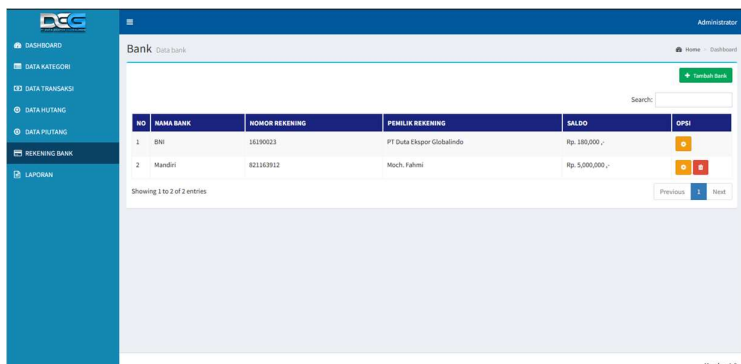 DEG
Administrator
DASHBOARD
DATA KATEGORI
DATA TRANSAKSI
DATA HUTANG
DATA PIUTANG
REKENING BANK
LAPORAN
Bank Data bank
Home Dashboard
+ Tambah Bank
Search:
NO NAMA BANK NOMOR REKENING PEMILIK REKENING SALDO OPSI
1 BNI 16190023 PT Duta Ekspor Globalindo Rp. 180,000 ,-
2 Mandiri 821163912 Moch. Fahmi Rp. 5,000,000 ,-
Showing 1 to 2 of 2 entries
Previous 1 Next